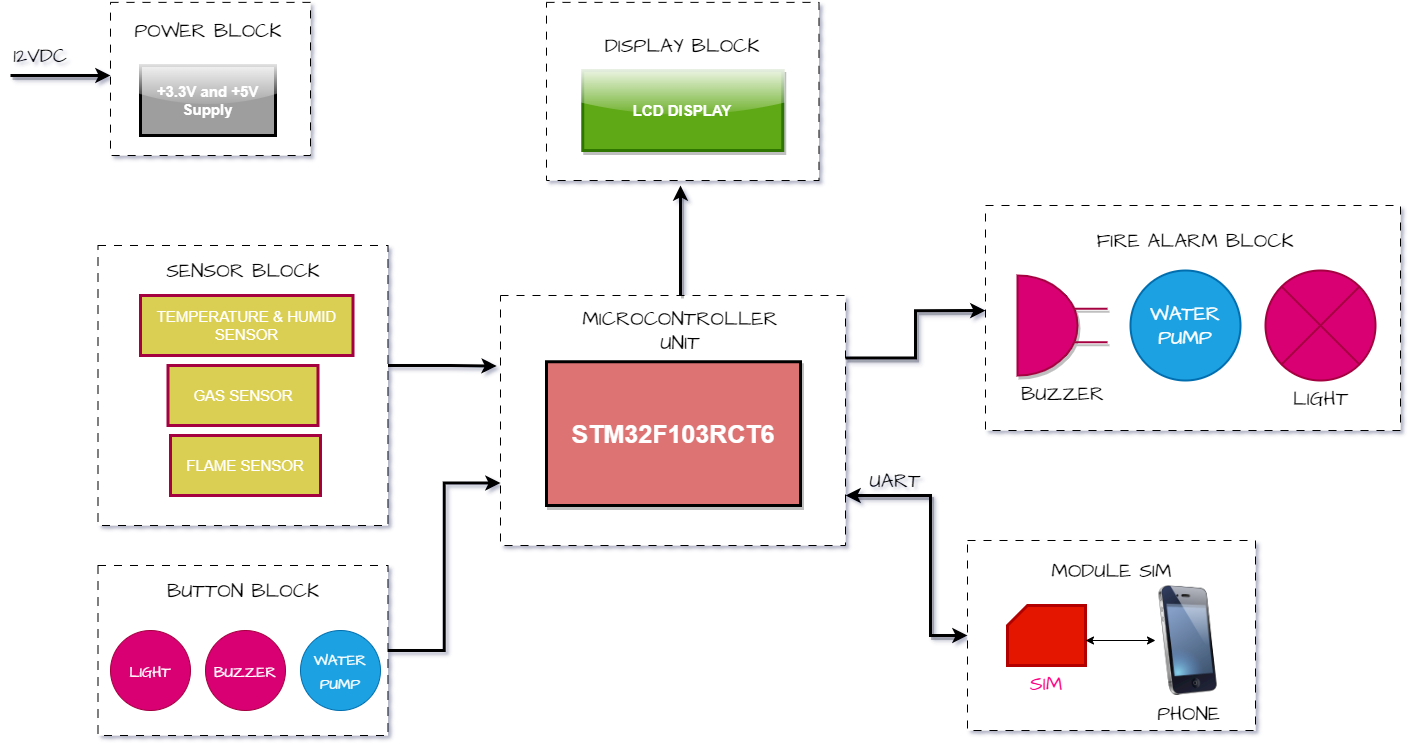 12VDC
POWER BLOCK
+3.3V and +5V
Supply
DISPLAY BLOCK
LCD DISPLAY
SENSOR BLOCK
TEMPERATURE & HUMID
SENSOR
GAS SENSOR
FLAME SENSOR
MICROCONTROLLER
UNIT
STM32F103RCT6
FIRE ALARM BLOCK
BUZZER
WATER
PUMP
LIGHT
UART
BUTTON BLOCK
LIGHT
BUZZER
WATER
PUMP
MODULE SIM
SIM
PHONE